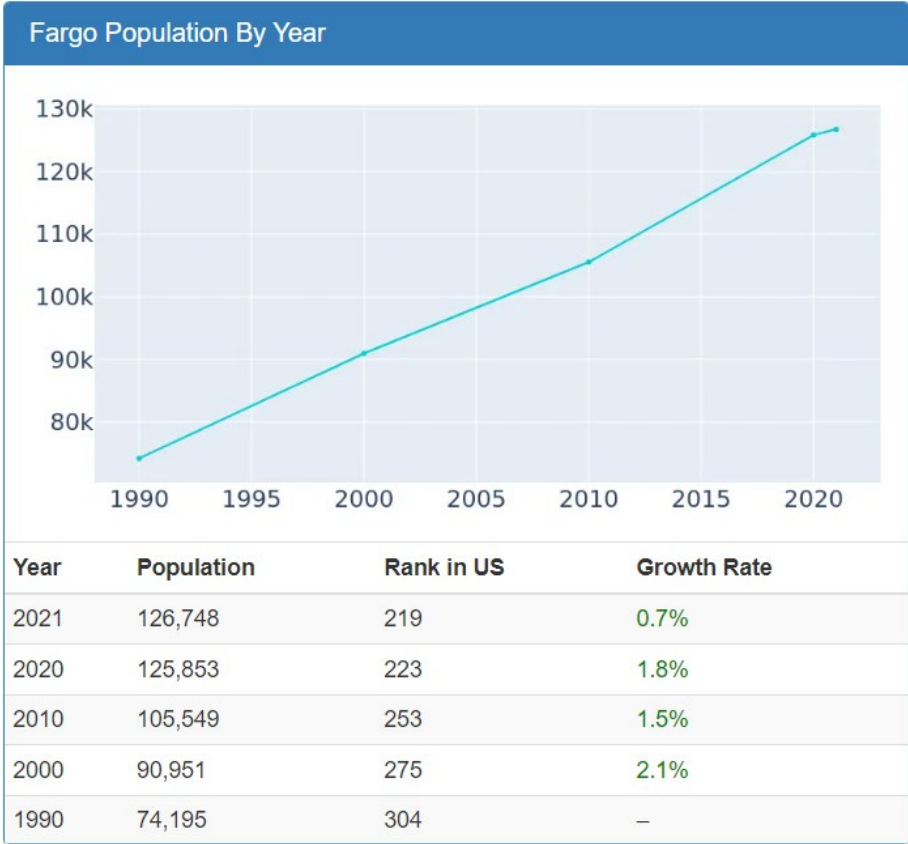 Fargo Population By Year
130k
120k
110k
100k
90k
80k
1990 1995 2000 2005 2010 2015 2020
Year Population Rank in US Growth Rate
2021 126,748 219 0.7%
2020 125,853 223 1.8%
2010 105,549 253 1.5%
2000 90,951 275 2.1%
1990 74,195 304 –